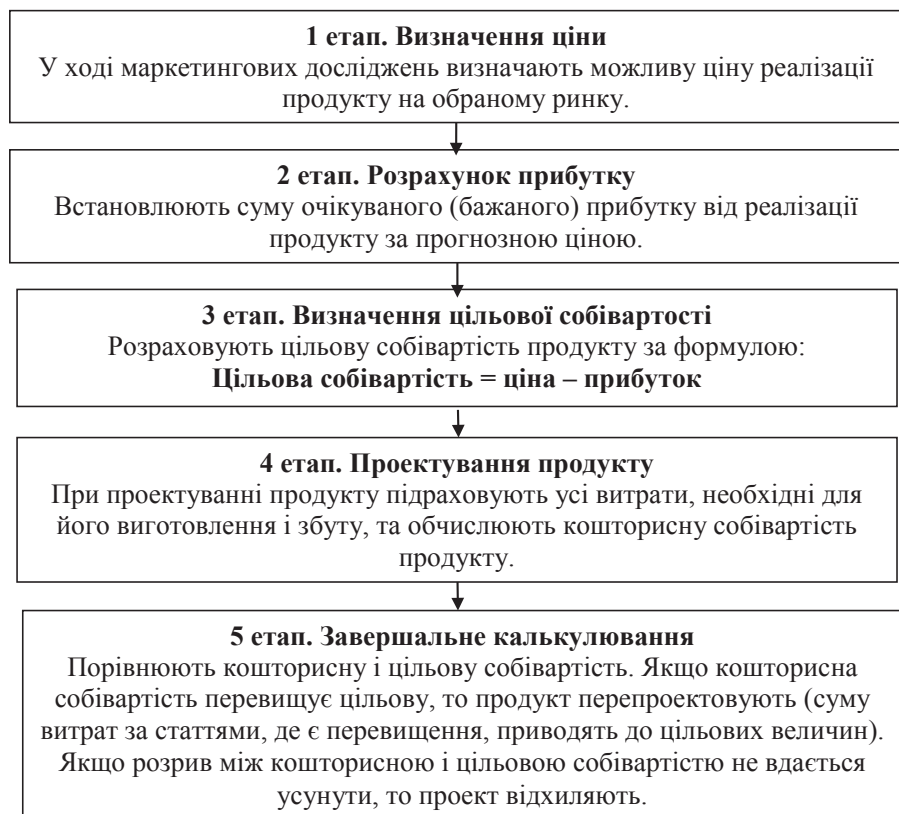 1 етап. Визначення ціни
У ході маркетингових досліджень визначають можливу ціну реалізації
продукту на обраному ринку.
2 етап. Розрахунок прибутку
Встановлюють суму очікуваного (бажаного) прибутку від реалізації
продукту за прогнозною ціною.
3 етап. Визначення цільової собівартості
Розраховують цільову собівартість продукту за формулою:
Цільова собівартість = ціна – прибуток
4 етап. Проектування продукту
При проектуванні продукту підраховують усі витрати, необхідні для
його виготовлення і збуту, та обчислюють кошторисну собівартість
продукту.
5 етап. Завершальне калькулювання
Порівнюють кошторисну і цільову собівартість. Якщо кошторисна
собівартість перевищує цільову, то продукт перепроектовують (суму
витрат за статтями, де є перевищення, приводять до цільових величин).
Якщо розрив між кошторисною і цільовою собівартістю не вдається
усунути, то проект відхиляють.